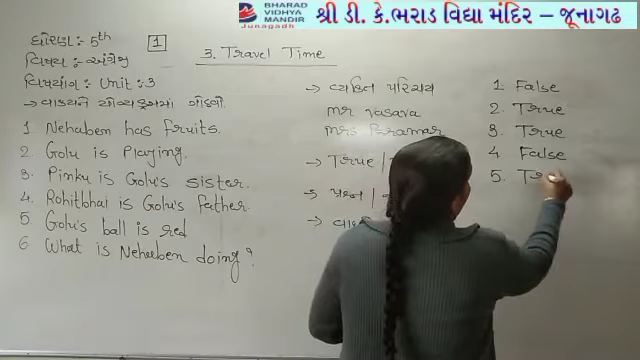 BHARAD
VIDHYA
MANDIR
Junagadh
શ્રી ડી. કે.ભરાડ વિદ્યા મંદિર – જૂનાગઢ
ધોરણ :- 5th
વિષય :- અંગ્રેજી
વિષયાંગ :- Unit : 3
→ વાક્યને યોગ્ય ક્રમમાં ગોઠવો.
1 Nehaben has fruits.
2. Golu is Playing.
3. Pinku is Golu's sister.
4. Rohitbhai is Golu's father.
5 Golu's ball is red
6 What is Nehaben doing?
1
3. Travel Time
→ વ્યક્તિ પરિચય
mr vasava
mrs Biramar
→ True |
→ પ્રશ્ન |
→
1. False
2. True
3. True
4. False
5. Tr